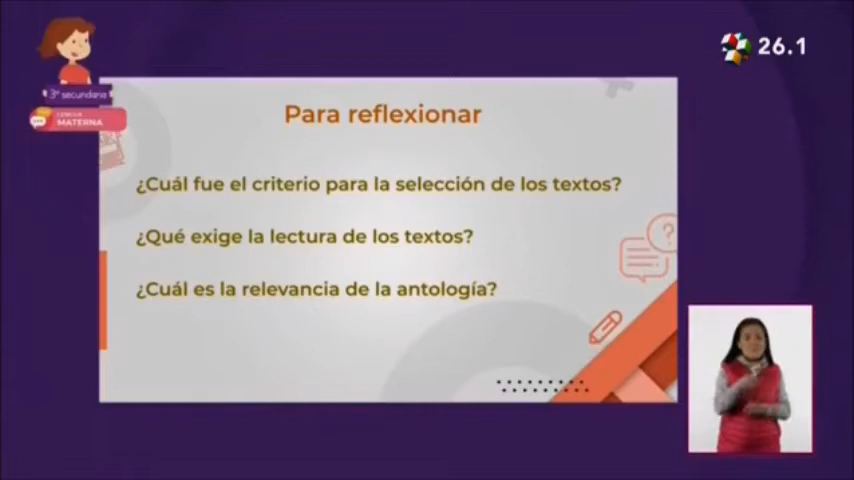 26.1
3° secundaria
LENGUA
MATERNA
Para reflexionar
¿Cuál fue el criterio para la selección de los textos?
¿Qué exige la lectura de los textos?
¿Cuál es la relevancia de la antología?